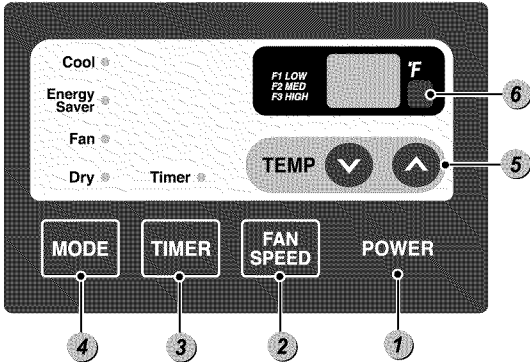 Cool
Energy
Saver
Fan
Dry
Timer
F1 LOW
F2 MED
F3 HIGH
°F
6
TEMP
5
MODE
TIMER
FAN
SPEED
POWER
4
3
2
1